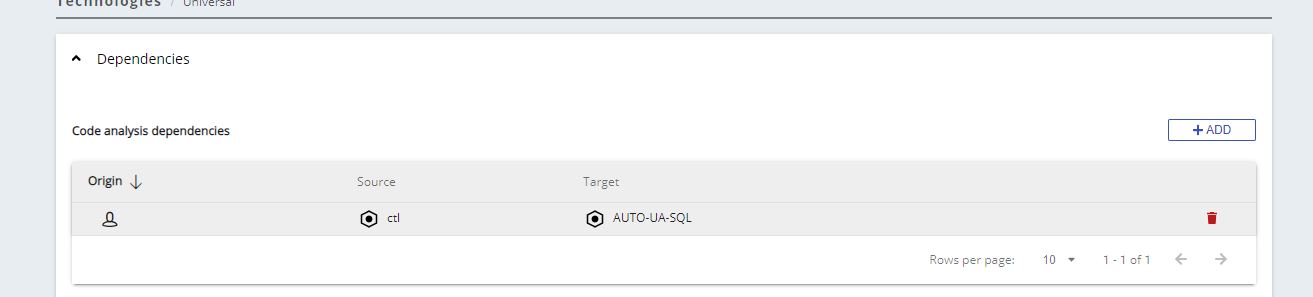 Technologies / Universal
Dependencies
Code analysis dependencies
ADD
Origin Source Target
ctl AUTO-UA-SQL
Rows per page: 10 1 - 1 of 1